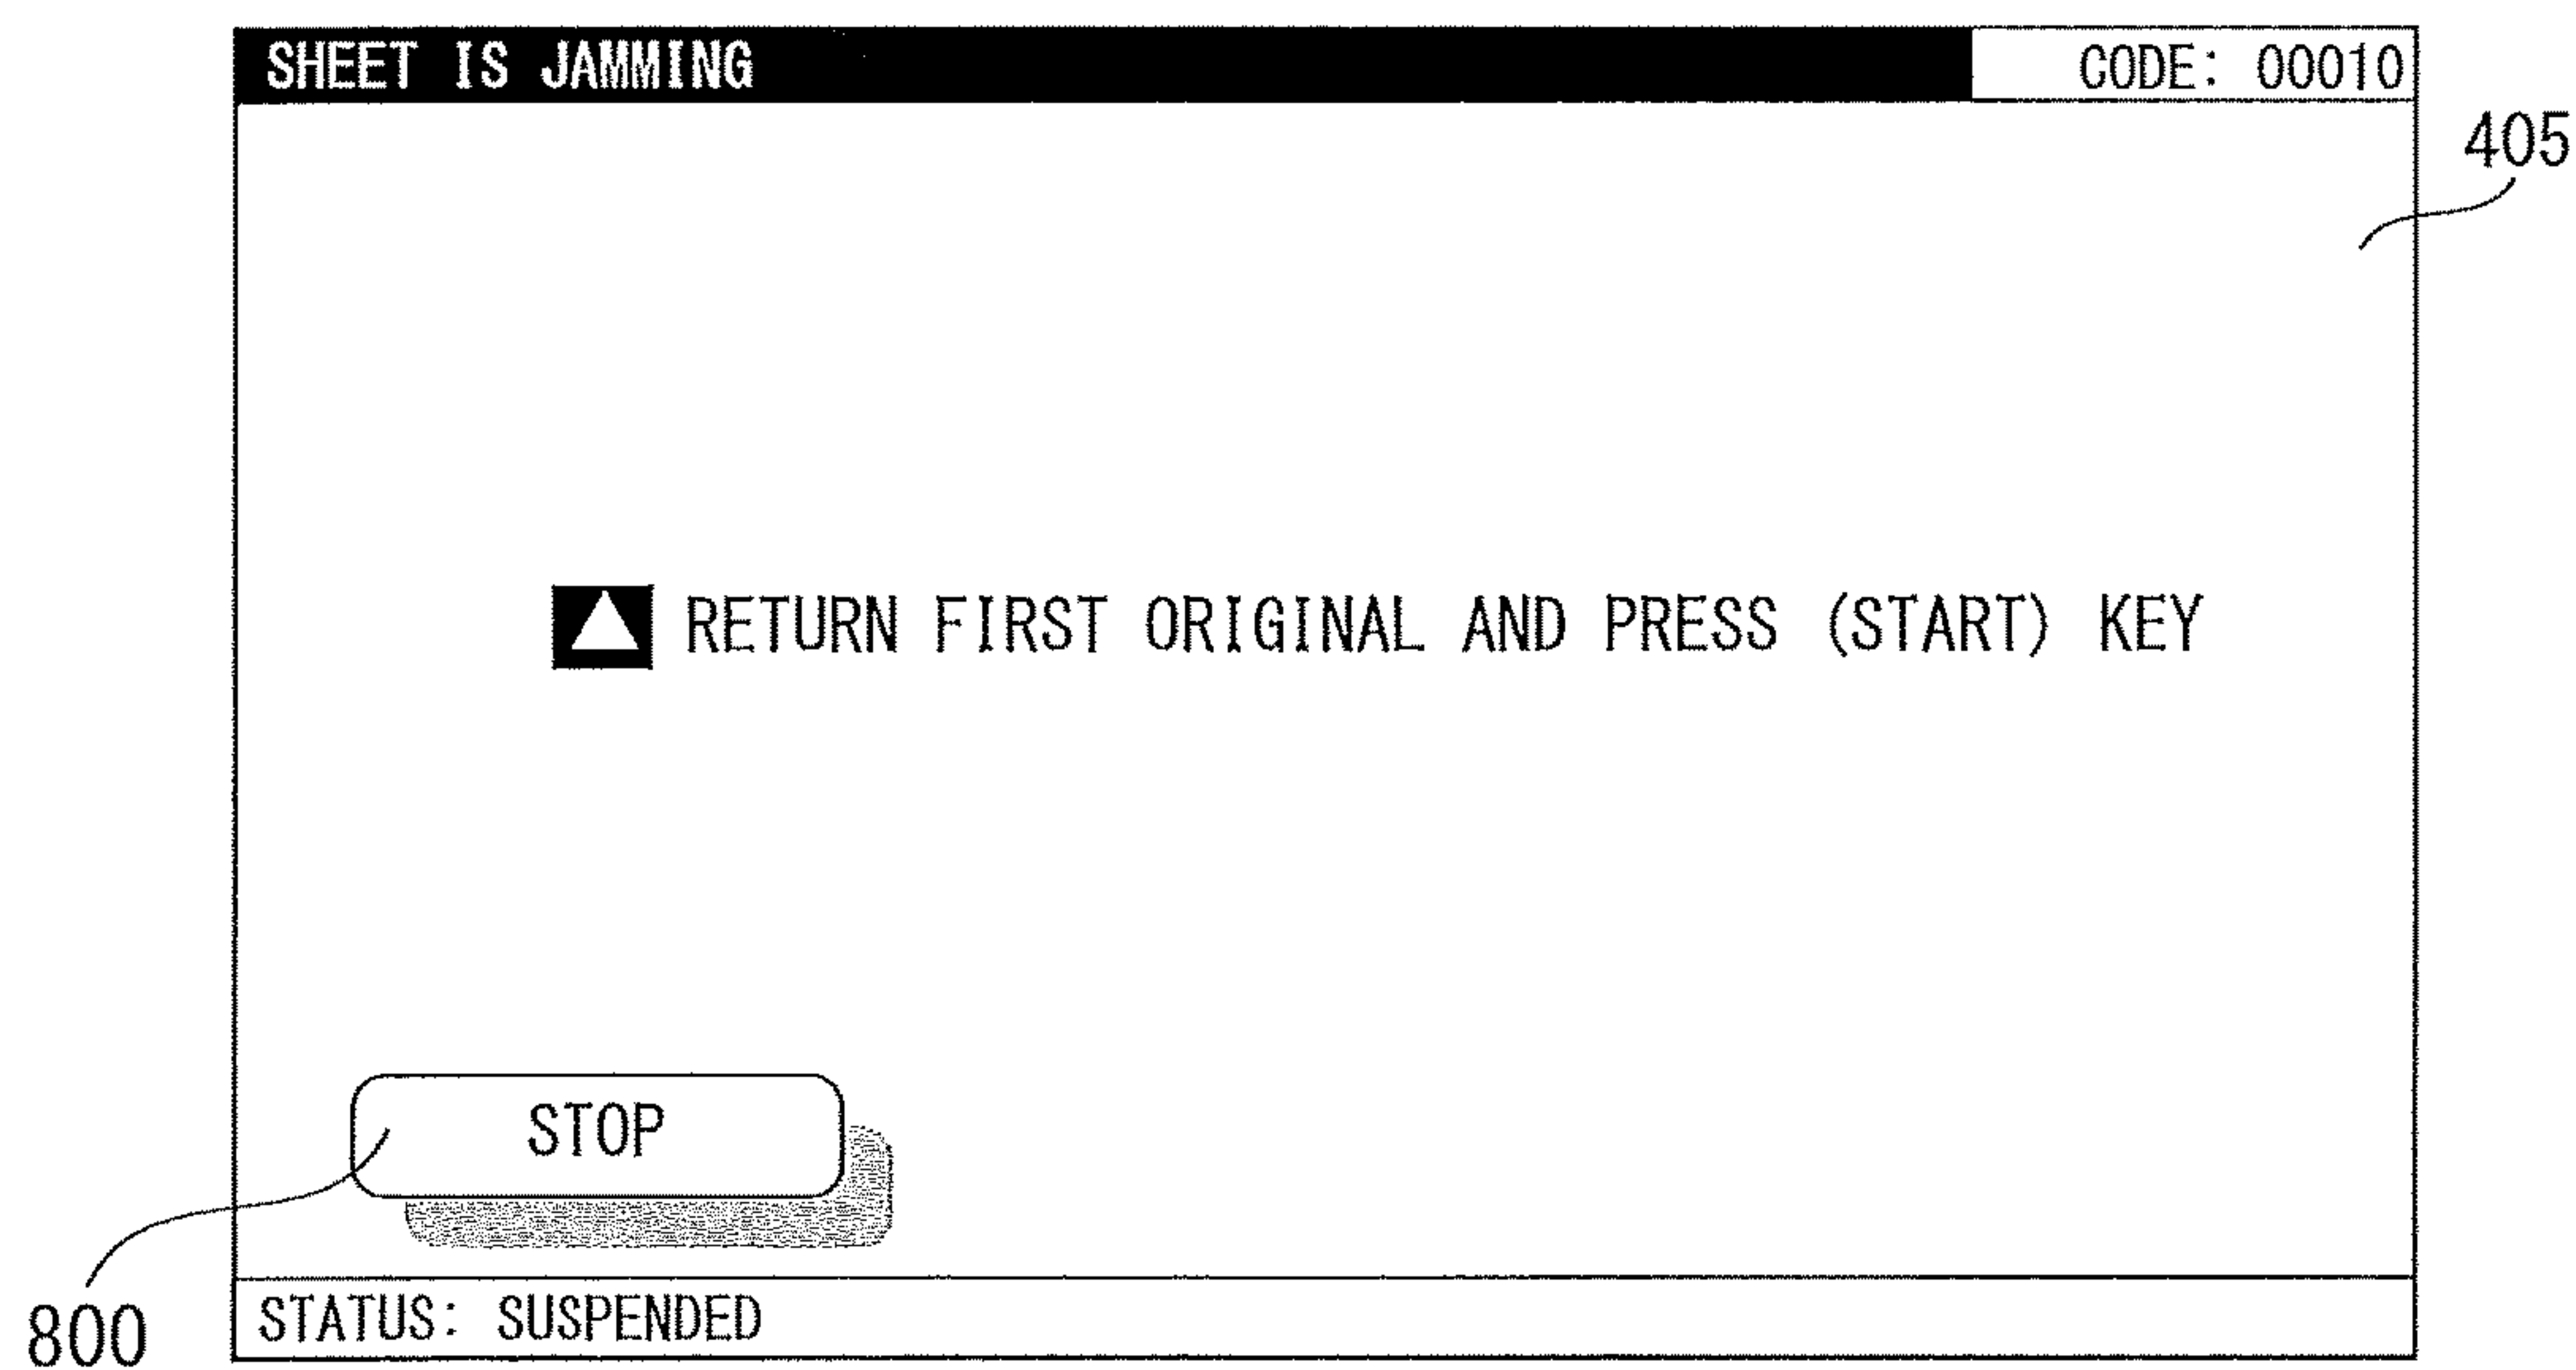 SHEET IS JAMMING CODE: 00010
405
RETURN FIRST ORIGINAL AND PRESS (START) KEY
STOP
800
STATUS: SUSPENDED